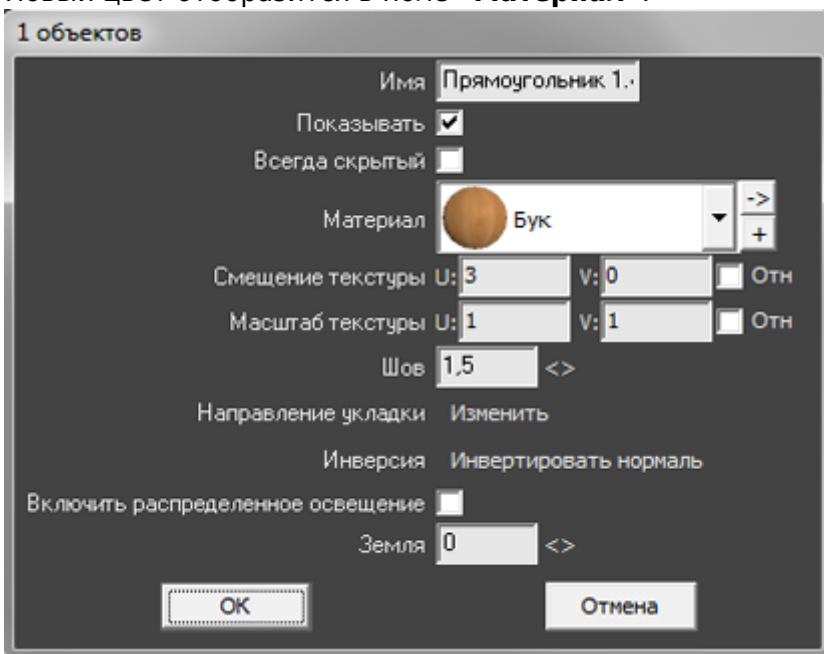 1 объектов
Имя Прямоугольник 1.
Показывать
Всегда скрытый
Материал Бук -> +
Смещение текстуры U: 3 V: 0 Отн
Масштаб текстуры U: 1 V: 1 Отн
Шов 1,5 <>
Направление укладки Изменить
Инверсия Инвертировать нормаль
Включить распределенное освещение
Земля 0 <>
OK Отмена